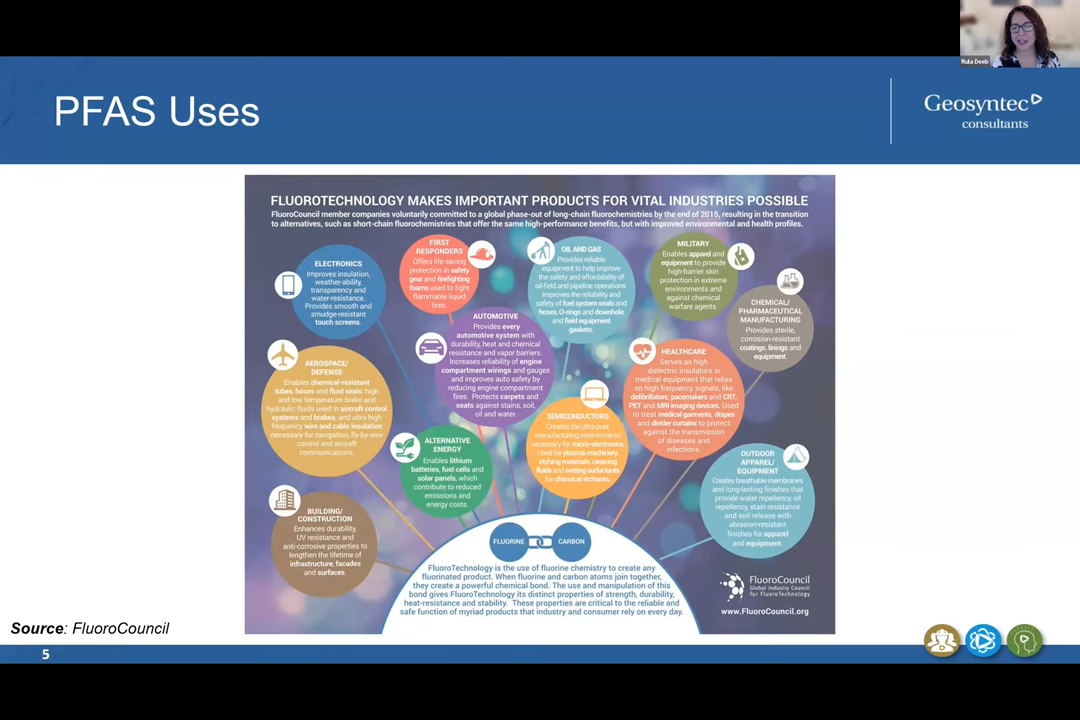 Rula Deeb
PFAS Uses
Geosyntec
consultants
FLUOROTECHNOLOGY MAKES IMPORTANT PRODUCTS FOR VITAL INDUSTRIES POSSIBLE
FluoroCouncil member companies voluntarily committed to a global phase-out of long-chain fluorochemistries by the end of 2015, resulting in the transition
to alternatives, such as short-chain fluorochemistries that offer the same high-performance benefits, but with improved environmental and health profiles.
ELECTRONICS
Improves insulation,
weather-ability,
transparency and
water-resistance.
Provides smooth and
smudge-resistant
touch screens.
FIRST
RESPONDERS
Offers life-saving
protection in safety
gear and firefighting
foams used to fight
flammable liquid
fires.
OIL AND GAS
Provides reliable
equipment to help improve
the safety and affordability of
oil-field and pipeline operations.
Improves the reliability and
safety of fuel system seals and
hoses, O-rings and downhole
and field equipment
gaskets.
MILITARY
Enables apparel and
equipment to provide
high-barrier skin
protection in extreme
environments and
against chemical
warfare agents.
CHEMICAL/
PHARMACEUTICAL
MANUFACTURING
Provides sterile,
corrosion-resistant
coatings, linings and
equipment.
AUTOMOTIVE
Provides every
automotive system with
durability, heat and chemical
resistance and vapor barriers.
Increases reliability of engine
compartment wirings and gauges
and improves auto safety by
reducing engine compartment
fires. Protects carpets and
seats against stains, soil,
oil and water.
AEROSPACE/
DEFENSE
Enables chemical-resistant
tubes, hoses and fluid seals; high
and low temperature brake and
hydraulic fluids used in aircraft control
systems and brakes; and ultra-high
frequency wire and cable insulation
necessary for navigation, fly-by-wire
control and aircraft
communications.
HEALTHCARE
Serves as high
dielectric insulators in
medical equipment that relies
on high frequency signals, like
defibrillators, pacemakers and CRT,
PET and MRI imaging devices. Used
to treat medical garments, drapes
and divider curtains to protect
against the transmission
of diseases and
infections.
SEMICONDUCTORS
Creates the ultra-pure
manufacturing environments
necessary for micro-electronics.
Used for plasma machinery,
etching materials, cleaning
fluids and wetting surfactants
for chemical etchants.
ALTERNATIVE
ENERGY
Enables lithium
batteries, fuel cells and
solar panels, which
contribute to reduced
emissions and
energy costs.
OUTDOOR
APPAREL/
EQUIPMENT
Creates breathable membranes
and long-lasting finishes that
provide water repellency, oil
repellency, stain resistance
and soil release with
abrasion-resistant
finishes for apparel
and equipment.
BUILDING/
CONSTRUCTION
Enhances durability,
UV resistance and
anti-corrosive properties to
lengthen the lifetime of
infrastructure, facades
and surfaces.
FLUORINE
CARBON
FluoroTechnology is the use of fluorine chemistry to create any
fluorinated product. When fluorine and carbon atoms join together,
they create a powerful chemical bond. The use and manipulation of this
bond gives FluoroTechnology its distinct properties of strength, durability,
heat-resistance and stability. These properties are critical to the reliable and
safe function of myriad products that industry and consumer rely on every day.
FluoroCouncil
Global Industry Council
for FluoroTechnology
www.FluoroCouncil.org
Source: FluoroCouncil
5